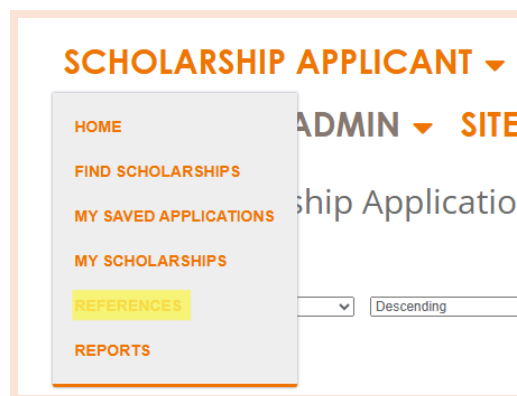 SCHOLARSHIP APPLICANT
ADMIN SITE
HOME
FIND SCHOLARSHIPS
MY SAVED APPLICATIONS
MY SCHOLARSHIPS
REFERENCES
REPORTS
ship Applicatio
Descending